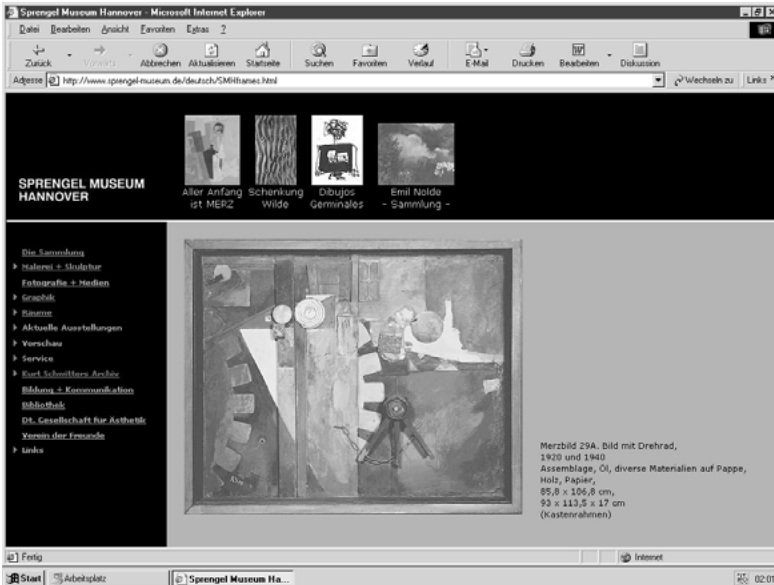 Sprengel Museum Hannover - Microsoft Internet Explorer
Datei Bearbeiten Ansicht Favoriten Extras ?
Zurück Vorwärts Abbrechen Aktualisieren Startseite Suchen Favoriten Verlauf E-Mail Drucken Bearbeiten Diskussion
Adresse http://www.sprengel-museum.de/deutsch/SMHframes.html Wechseln zu Links »
SPRENGEL MUSEUM
HANNOVER
Aller Anfang
ist MERZ
Schenkung
Wilde
Dibujos
Germinales
Emil Nolde
- Sammlung -
Die Sammlung
Malerei + Skulptur
Fotografie + Medien
Graphik
Räume
Aktuelle Ausstellungen
Vorschau
Service
Kurt Schwitters Archiv
Bildung + Kommunikation
Bibliothek
Dt. Gesellschaft für Ästhetik
Verein der Freunde
Links
Merzbild 29A. Bild mit Drehrad,
1920 und 1940
Assemblage, Öl, diverse Materialien auf Pappe,
Holz, Papier,
85,8 x 106,8 cm,
93 x 113,5 x 17 cm
(Kastenrahmen)
Fertig Internet
Start Arbeitsplatz Sprengel Museum Ha... 02:01